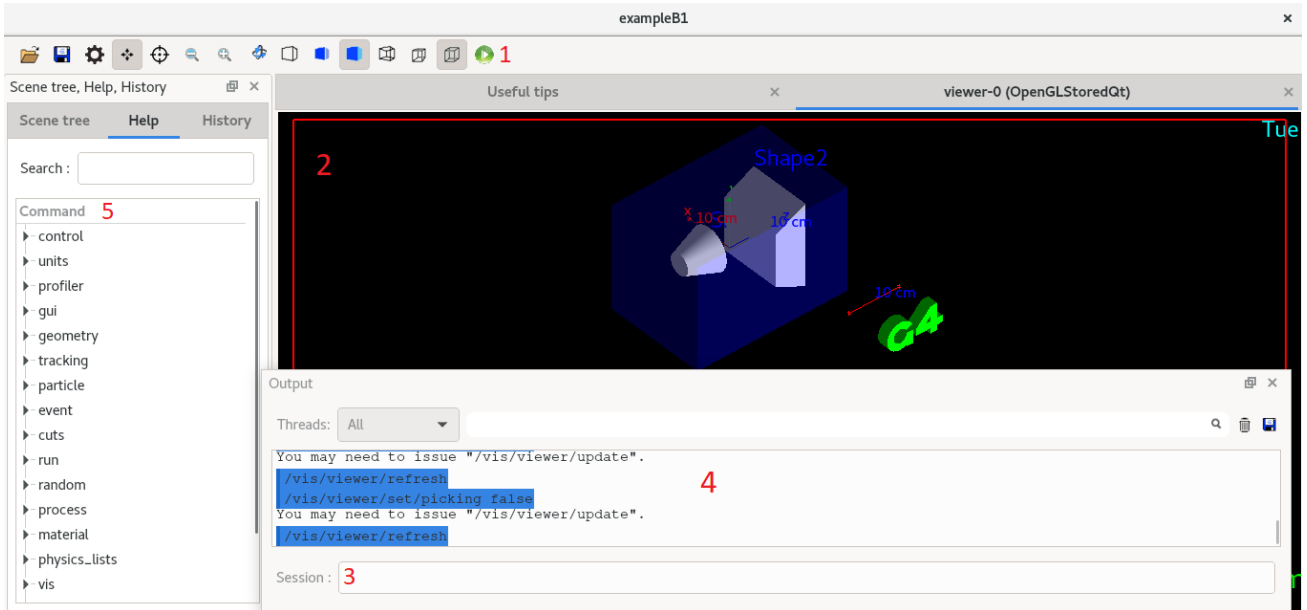 exampleB1
1
Scene tree, Help, History
Useful tips
viewer-0 (OpenGLStoredQt)
Scene tree Help History
Search :
Command 5
control
units
profiler
gui
geometry
tracking
particle
event
cuts
run
random
process
material
physics_lists
vis
2
Tue
Shape2
y
x 10 cm
z
10 cm
10 cm
G4
Output
Threads: All
You may need to issue "/vis/viewer/update".
/vis/viewer/refresh
/vis/viewer/set/picking false
You may need to issue "/vis/viewer/update".
/vis/viewer/refresh
4
Session : 3